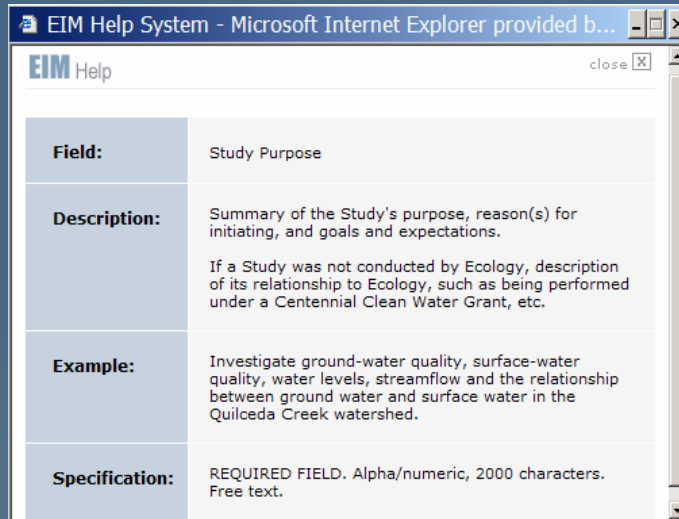 EIM Help System - Microsoft Internet Explorer provided b...
EIM Help
close X
Field:
Study Purpose
Description:
Summary of the Study's purpose, reason(s) for
initiating, and goals and expectations.
If a Study was not conducted by Ecology, description
of its relationship to Ecology, such as being performed
under a Centennial Clean Water Grant, etc.
Example:
Investigate ground-water quality, surface-water
quality, water levels, streamflow and the relationship
between ground water and surface water in the
Quilceda Creek watershed.
Specification:
REQUIRED FIELD. Alpha/numeric, 2000 characters.
Free text.